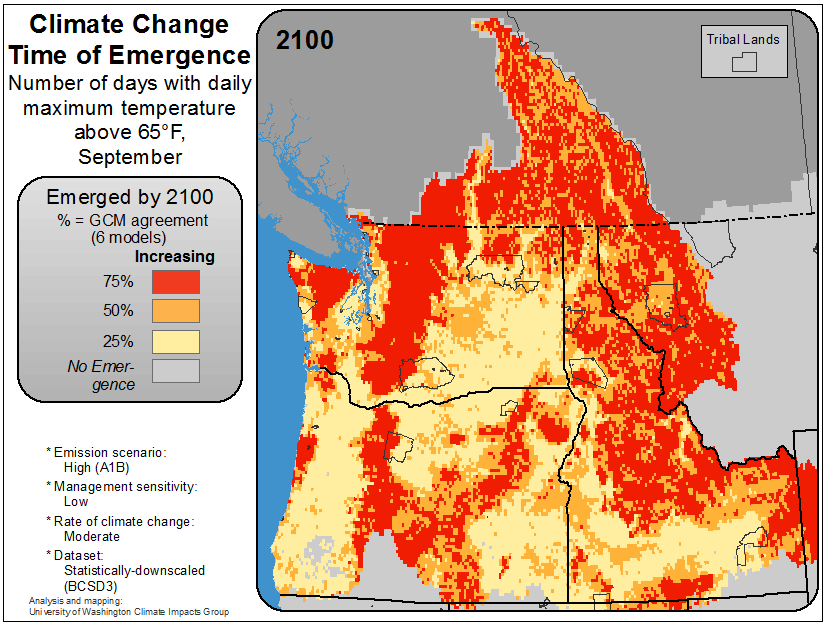 Climate Change
Time of Emergence
Number of days with daily
maximum temperature
above 65°F,
September
Emerged by 2100
% = GCM agreement
(6 models)
Increasing
75%
50%
25%
No Emer-
gence
* Emission scenario:
High (A1B)
* Management sensitivity:
Low
* Rate of climate change:
Moderate
* Dataset:
Statistically-downscaled
(BCSD3)
Analysis and mapping:
University of Washington Climate Impacts Group
2100
Tribal Lands